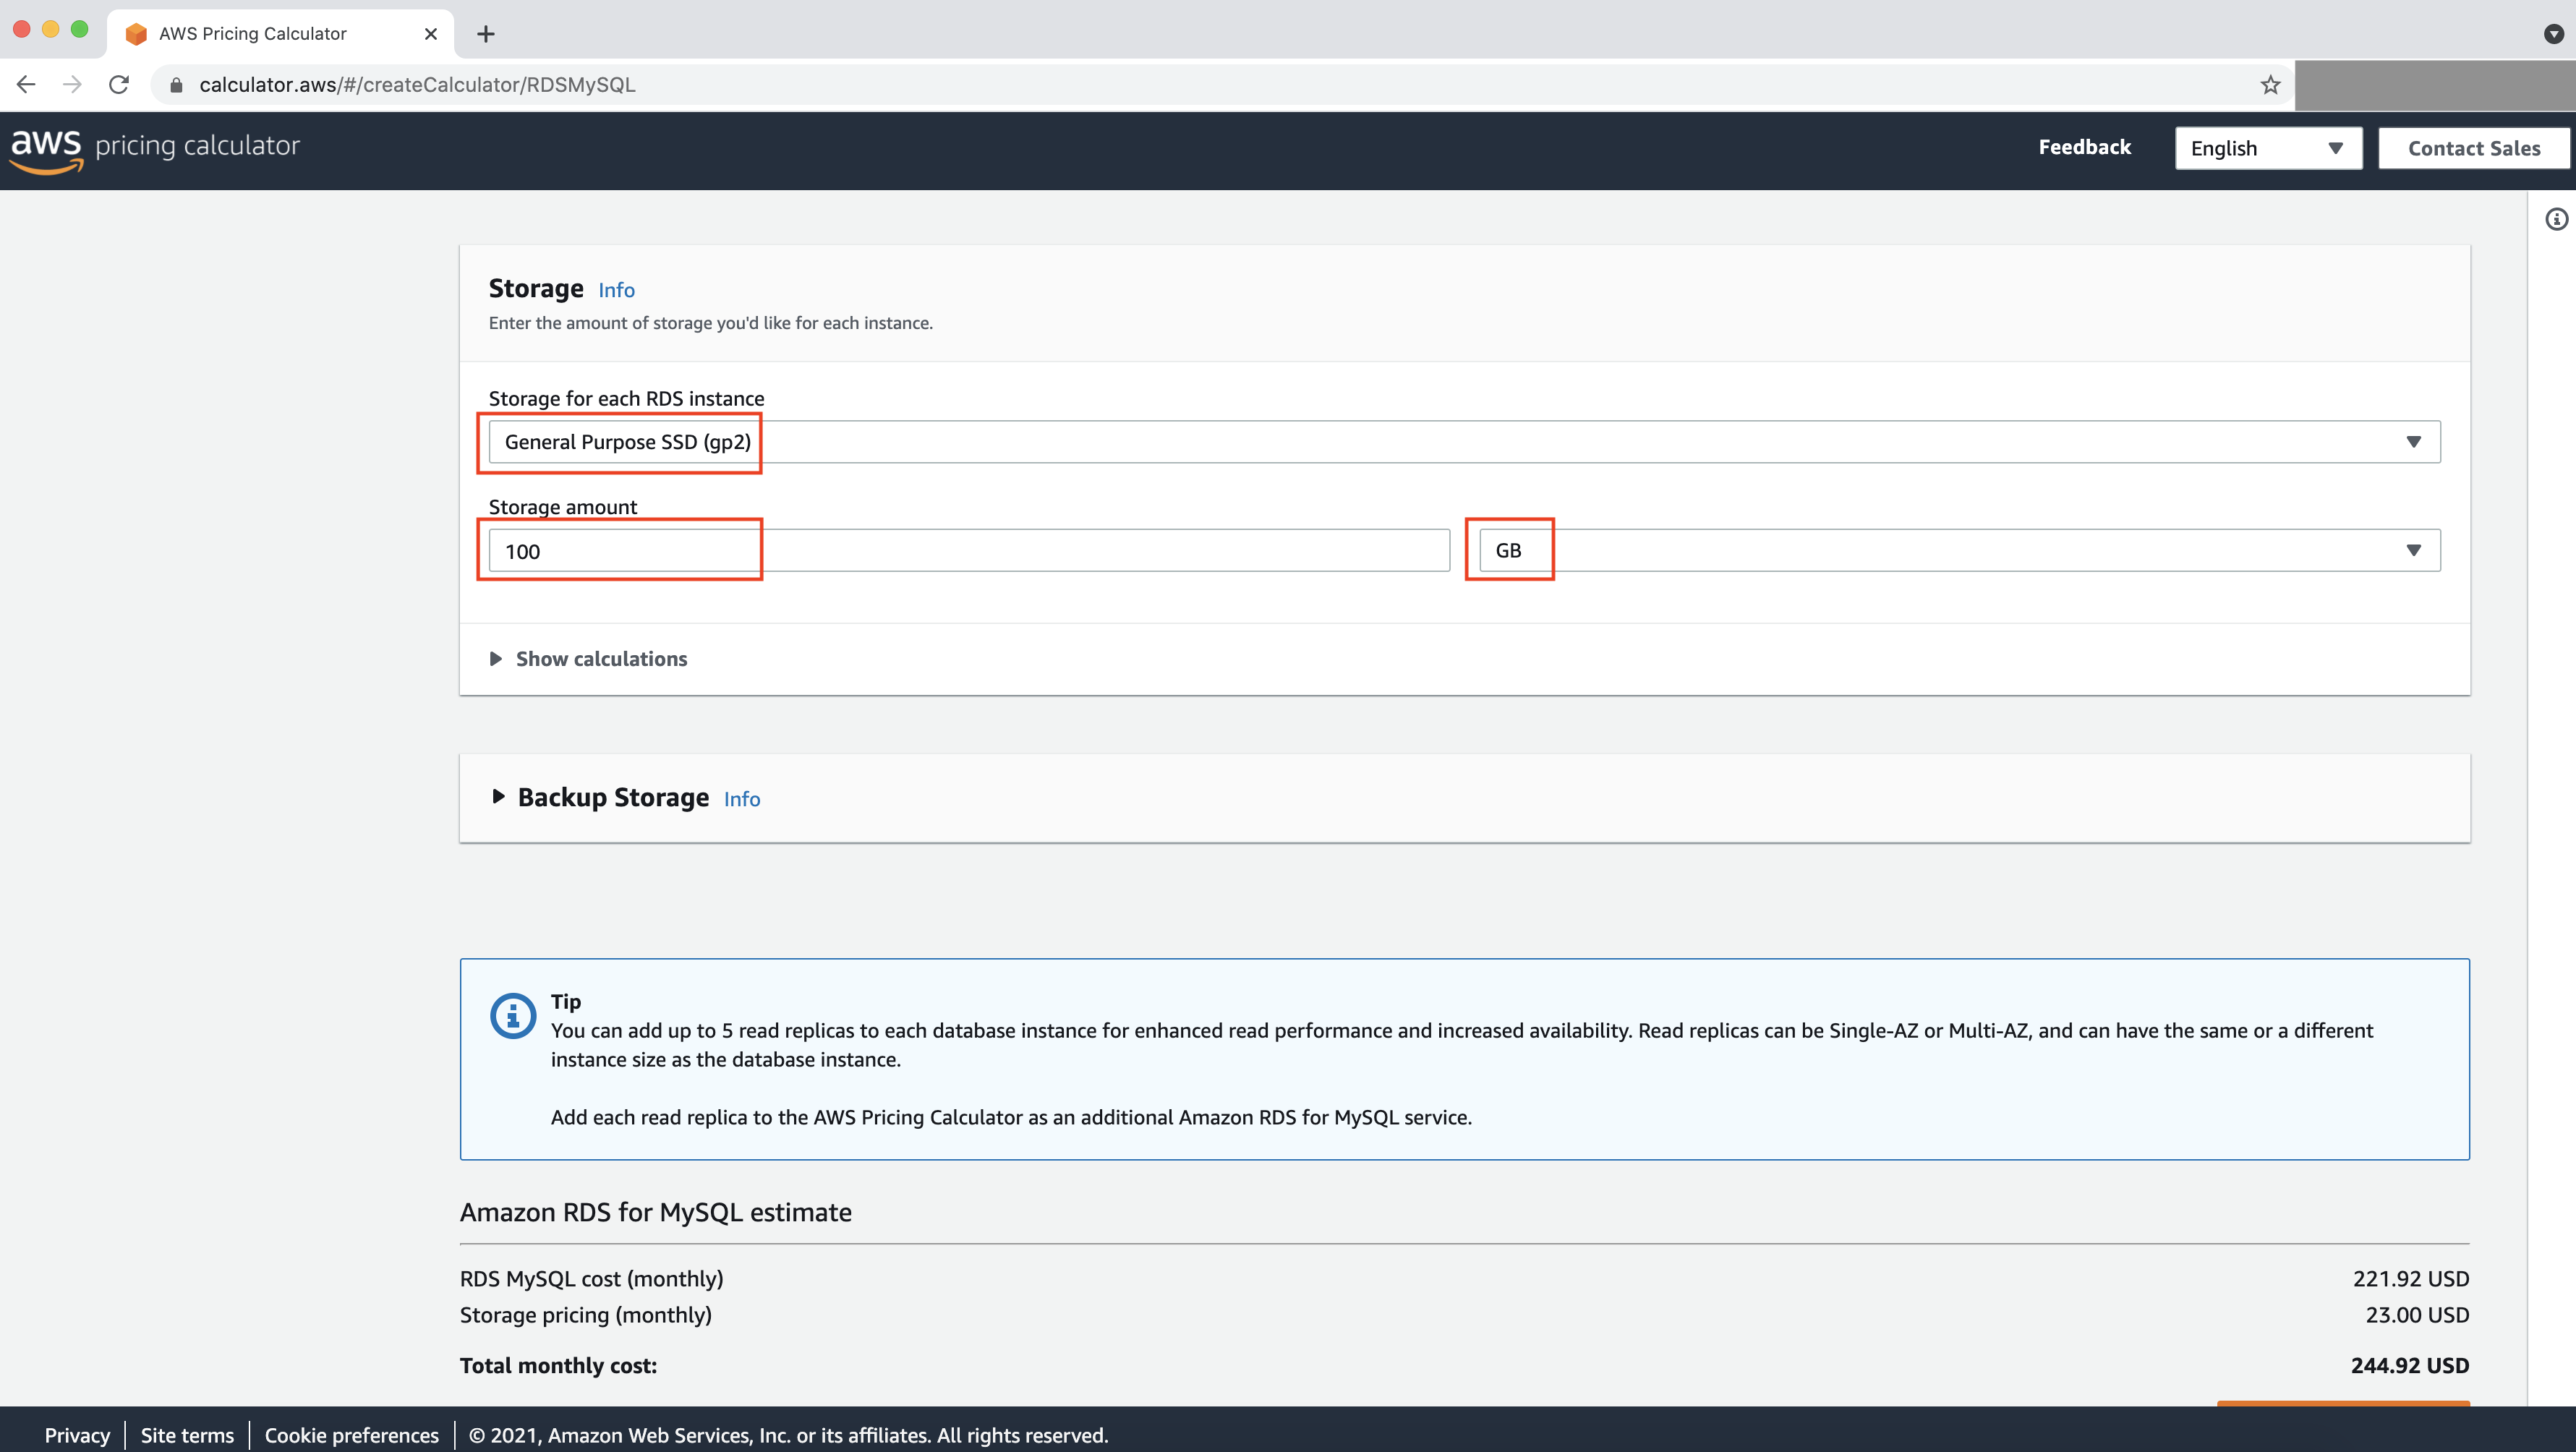 AWS Pricing Calculator
calculator.aws/#/createCalculator/RDSMySQL
aws pricing calculator
Feedback
English
Contact Sales
Storage Info
Enter the amount of storage you'd like for each instance.
Storage for each RDS instance
General Purpose SSD (gp2)
Storage amount
100
GB
Show calculations
Backup Storage Info
Tip
You can add up to 5 read replicas to each database instance for enhanced read performance and increased availability. Read replicas can be Single-AZ or Multi-AZ, and can have the same or a different
instance size as the database instance.
Add each read replica to the AWS Pricing Calculator as an additional Amazon RDS for MySQL service.
Amazon RDS for MySQL estimate
RDS MySQL cost (monthly) 221.92 USD
Storage pricing (monthly) 23.00 USD
Total monthly cost: 244.92 USD
Privacy Site terms Cookie preferences © 2021, Amazon Web Services, Inc. or its affiliates. All rights reserved.